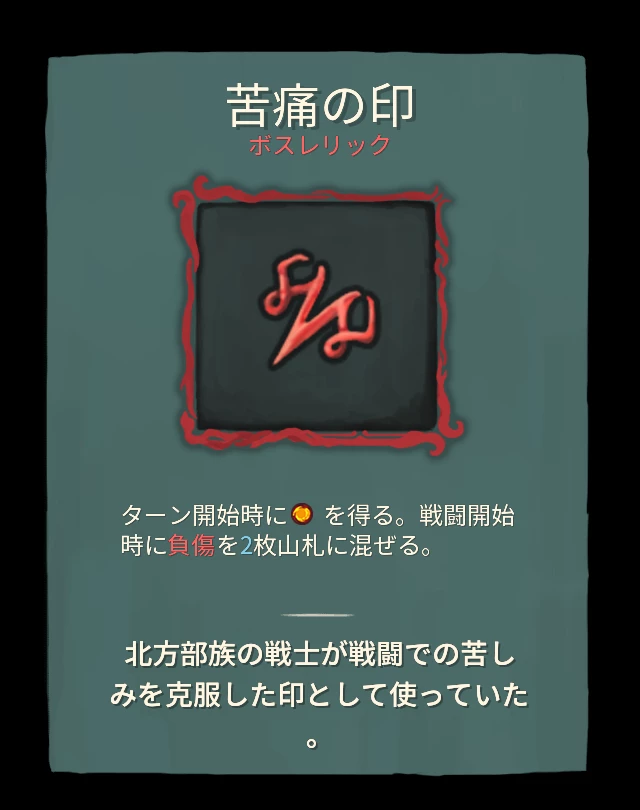 苦痛の印
ボスレリック
ターン開始時に を得る。戦闘開始
時に負傷を2枚山札に混ぜる。
北方部族の戦士が戦闘での苦し
みを克服した印として使っていた
。